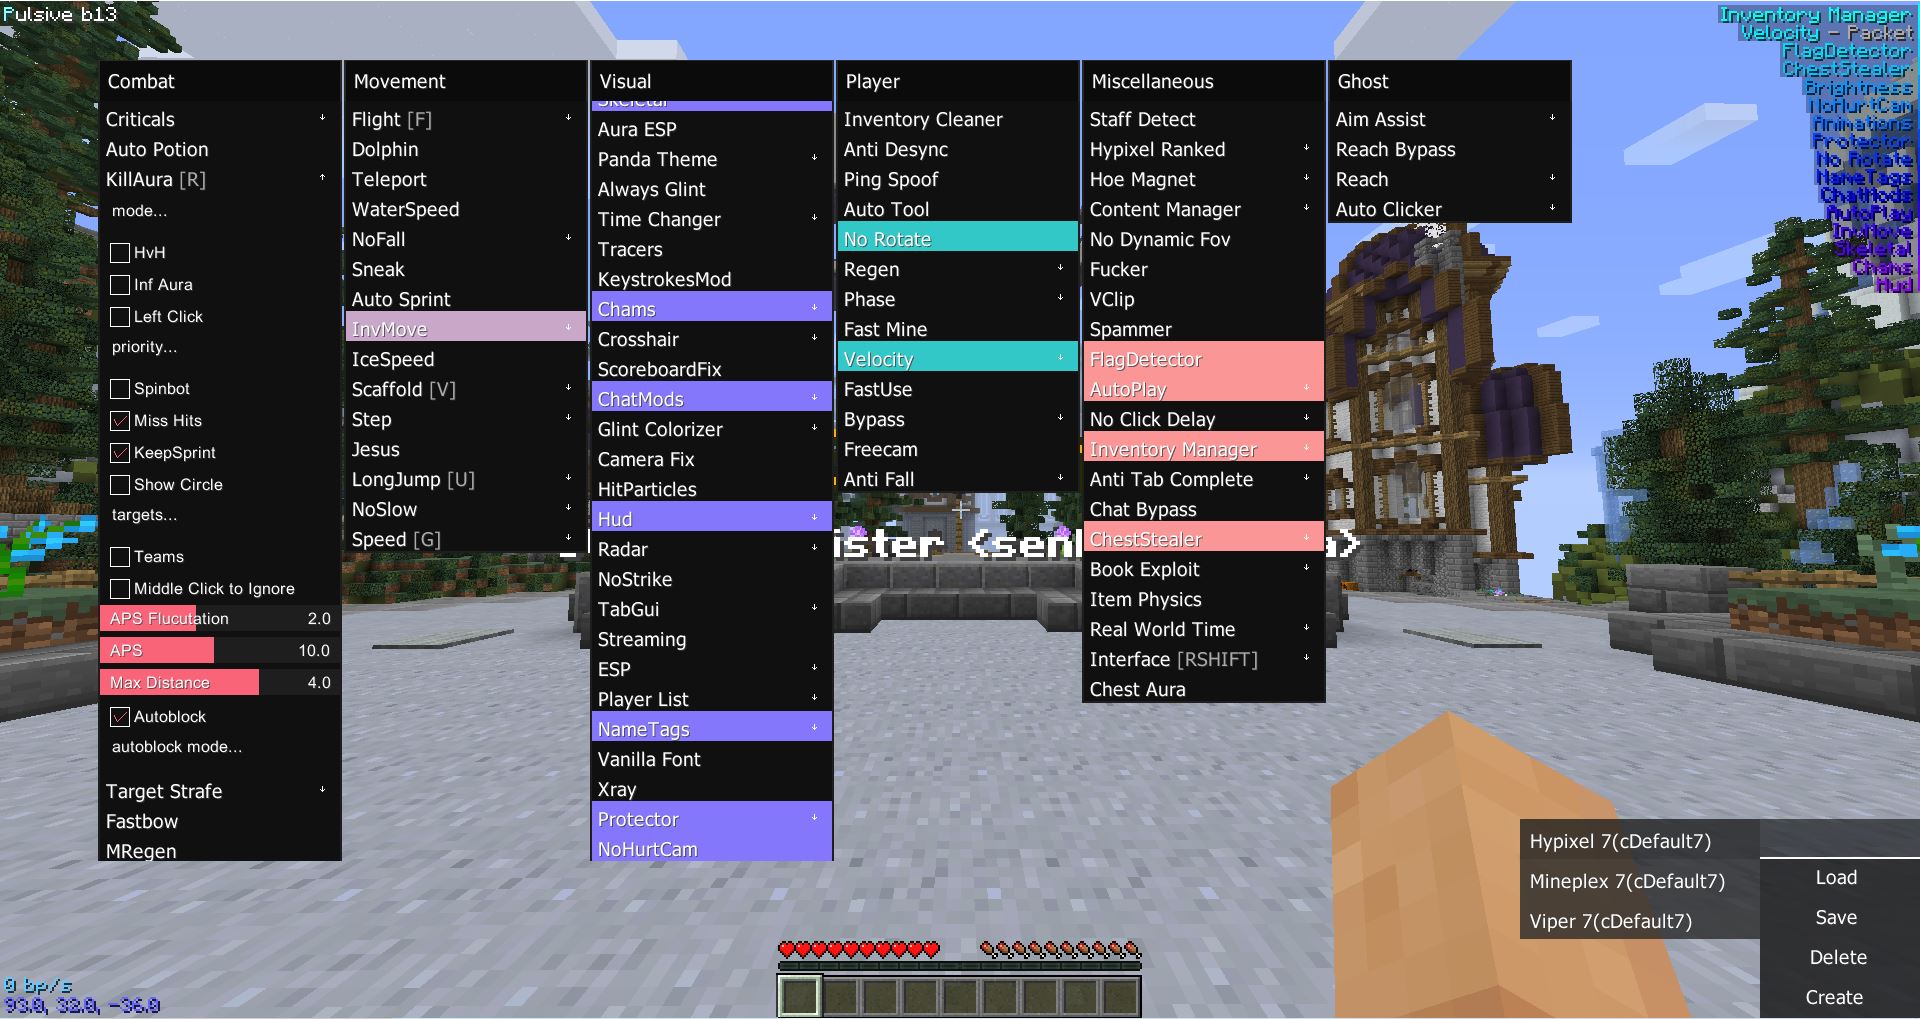 Pulsive b13
Inventory Manager
Velocity - Packet
FlagDetector
ChestStealer
Brightness
NoHurtCam
Animations
Protector
No Rotate
NameTags
ChatMods
AutoPlay
InvMove
Skeletal
Chams
Hud
Combat
Criticals
Auto Potion
KillAura [R]
mode...
HvH
Inf Aura
Left Click
priority...
Spinbot
Miss Hits
KeepSprint
Show Circle
targets...
Teams
Middle Click to Ignore
APS Flucutation 2.0
APS 10.0
Max Distance 4.0
Autoblock
autoblock mode...
Target Strafe
Fastbow
MRegen
Movement
Flight [F]
Dolphin
Teleport
WaterSpeed
NoFall
Sneak
Auto Sprint
InvMove
IceSpeed
Scaffold [V]
Step
Jesus
LongJump [U]
NoSlow
Speed [G]
Visual
Skeletal
Aura ESP
Panda Theme
Always Glint
Time Changer
Tracers
KeystrokesMod
Chams
Crosshair
ScoreboardFix
ChatMods
Glint Colorizer
Camera Fix
HitParticles
Hud
Radar
NoStrike
TabGui
Streaming
ESP
Player List
NameTags
Vanilla Font
Xray
Protector
NoHurtCam
Player
Inventory Cleaner
Anti Desync
Ping Spoof
Auto Tool
No Rotate
Regen
Phase
Fast Mine
Velocity
FastUse
Bypass
Freecam
Anti Fall
Miscellaneous
Staff Detect
Hypixel Ranked
Hoe Magnet
Content Manager
No Dynamic Fov
Fucker
VClip
Spammer
FlagDetector
AutoPlay
No Click Delay
Inventory Manager
Anti Tab Complete
Chat Bypass
ChestStealer
Book Exploit
Item Physics
Real World Time
Interface [RSHIFT]
Chest Aura
Ghost
Aim Assist
Reach Bypass
Reach
Auto Clicker
ister <sen
Hypixel 7(cDefault7)
Mineplex 7(cDefault7)
Viper 7(cDefault7)
Load
Save
Delete
Create
0 bp/s
93.0, 32.0, -36.0